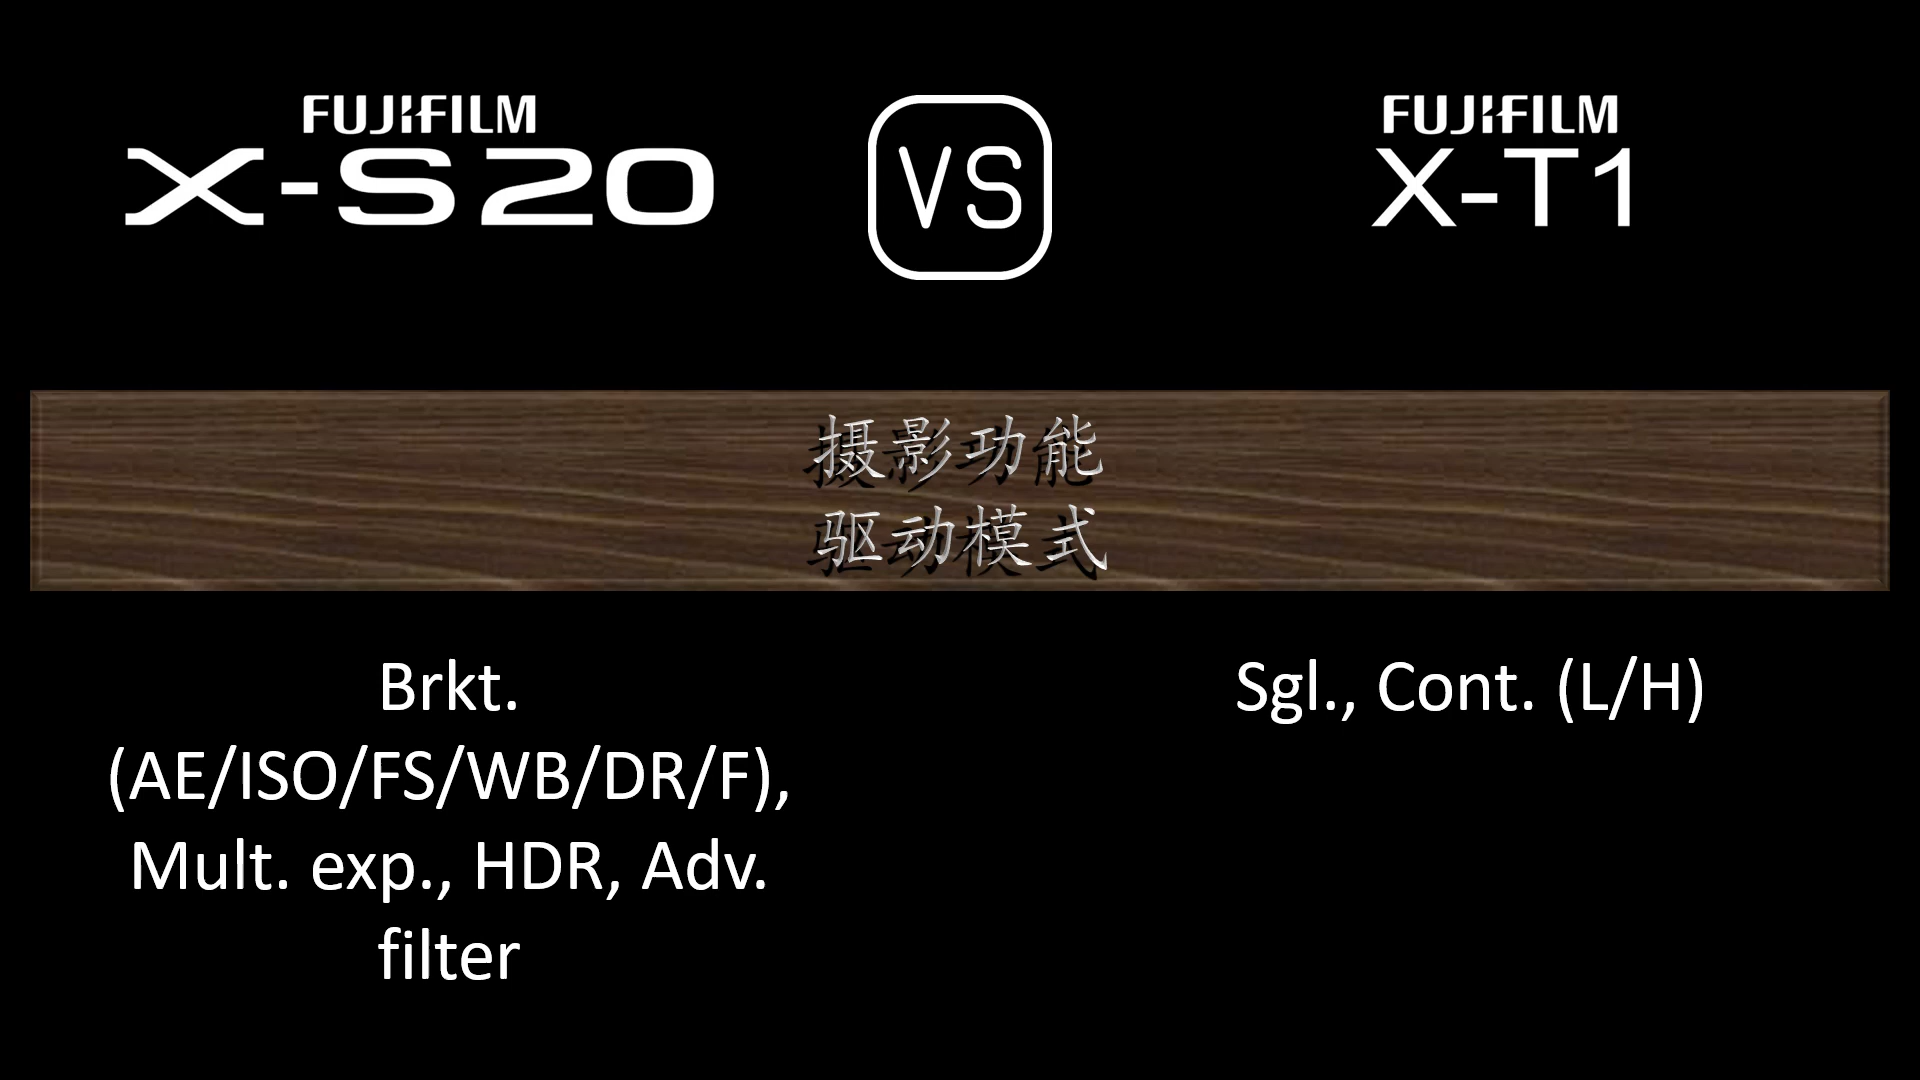 FUJIFILM
X-S20
VS
FUJIFILM
X-T1
摄影功能
驱动模式
Brkt.
(AE/ISO/FS/WB/DR/F),
Mult. exp., HDR, Adv.
filter
Sgl., Cont. (L/H)